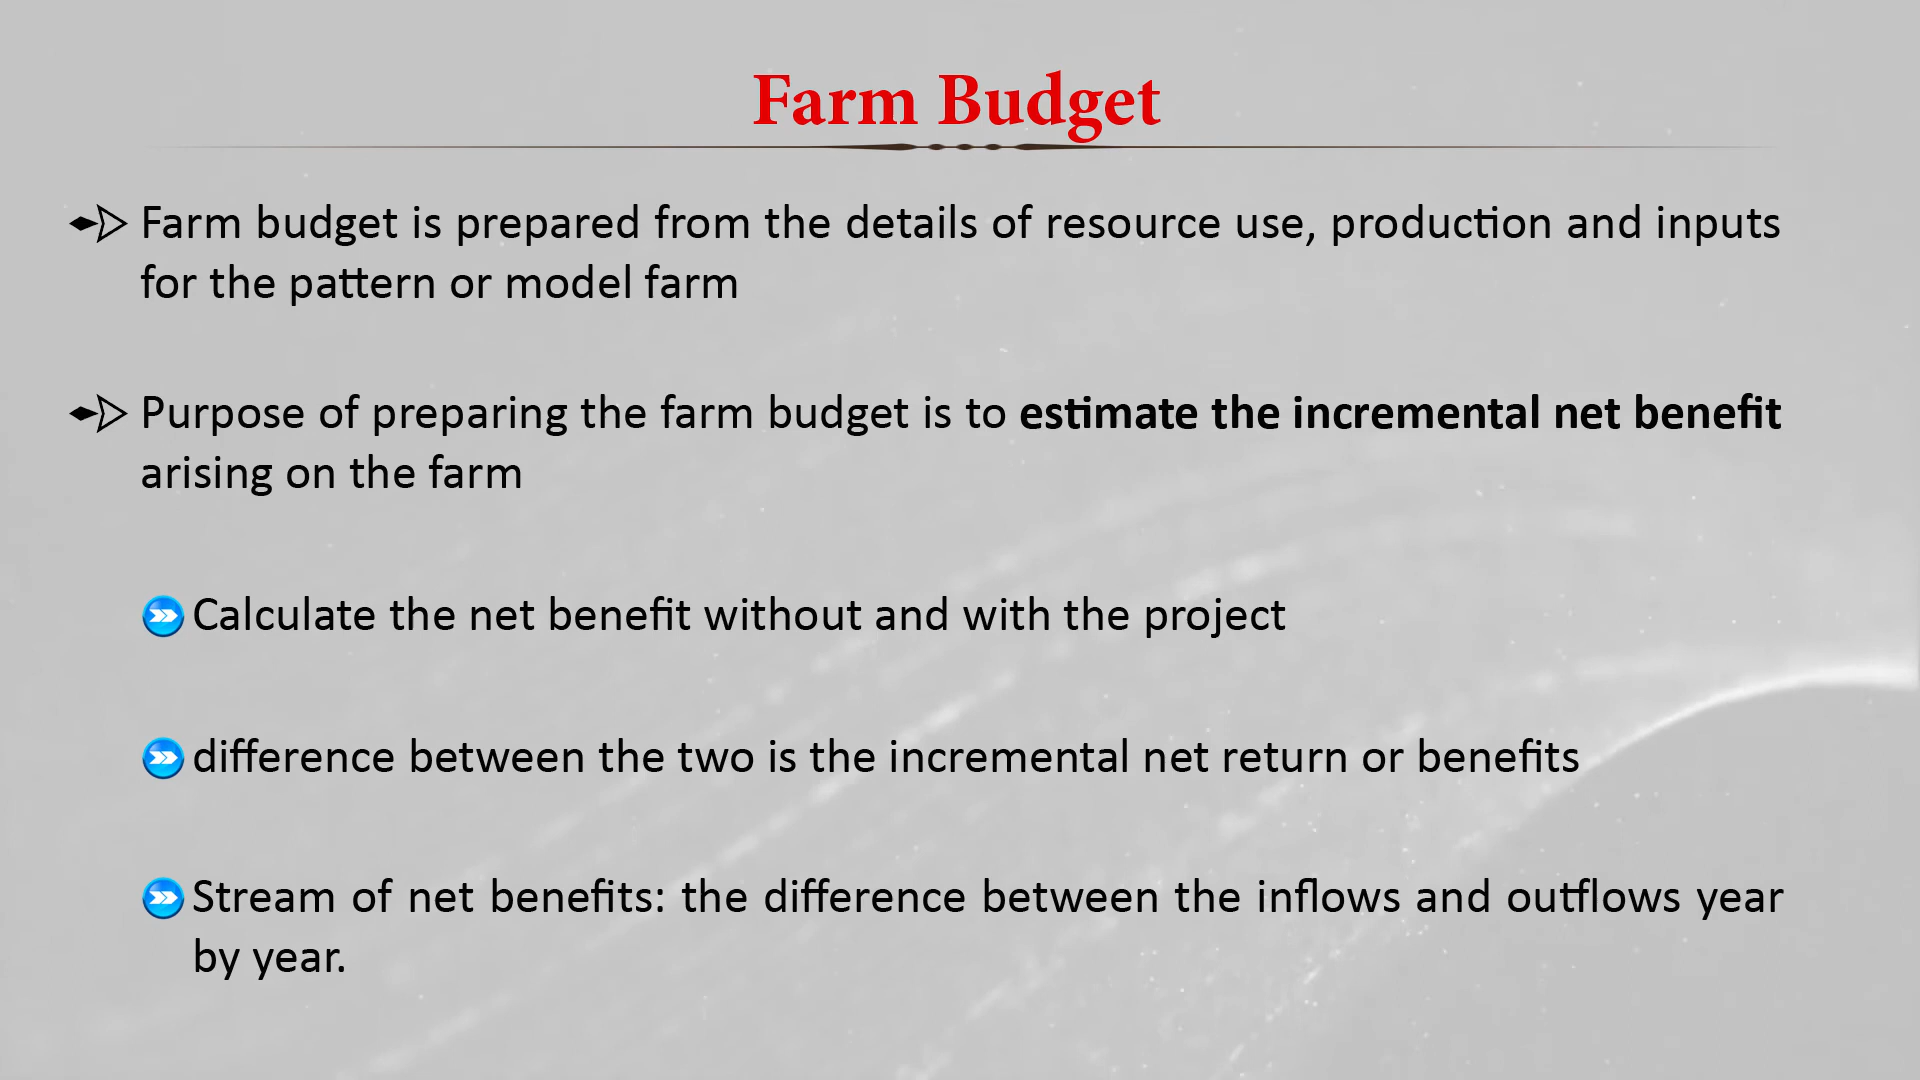 Farm Budget
Farm budget is prepared from the details of resource use, production and inputs
for the pattern or model farm
Purpose of preparing the farm budget is to estimate the incremental net benefit
arising on the farm
Calculate the net benefit without and with the project
difference between the two is the incremental net return or benefits
Stream of net benefits: the difference between the inflows and outflows year
by year.